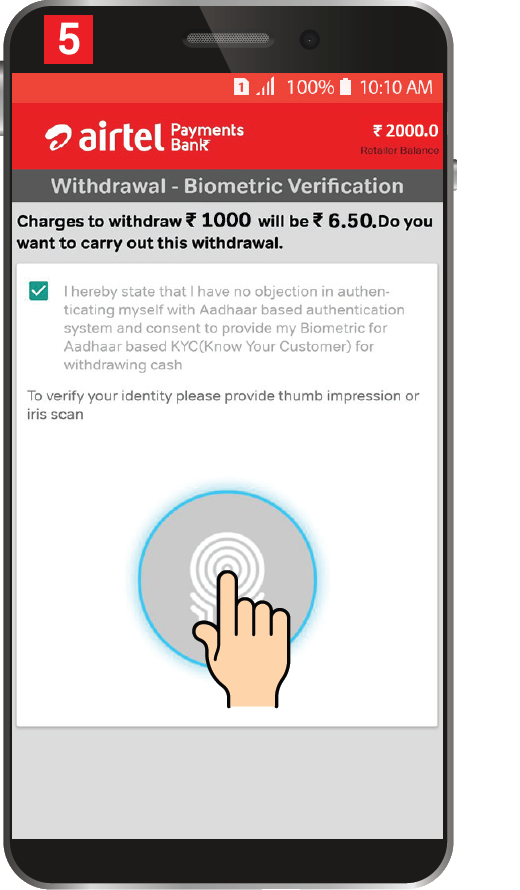 5
1 100% 10:10 AM
airtel Payments Bank
₹ 2000.0
Retailor Balance
Withdrawal - Biometric Verification
Charges to withdraw ₹ 1000 will be ₹ 6.50.Do you
want to carry out this withdrawal.
I hereby state that I have no objection in authen-
ticating myself with Aadhaar based authentication
system and consent to provide my Biometric for
Aadhaar based KYC(Know Your Customer) for
withdrawing cash
To verify your identity please provide thumb impression or
iris scan